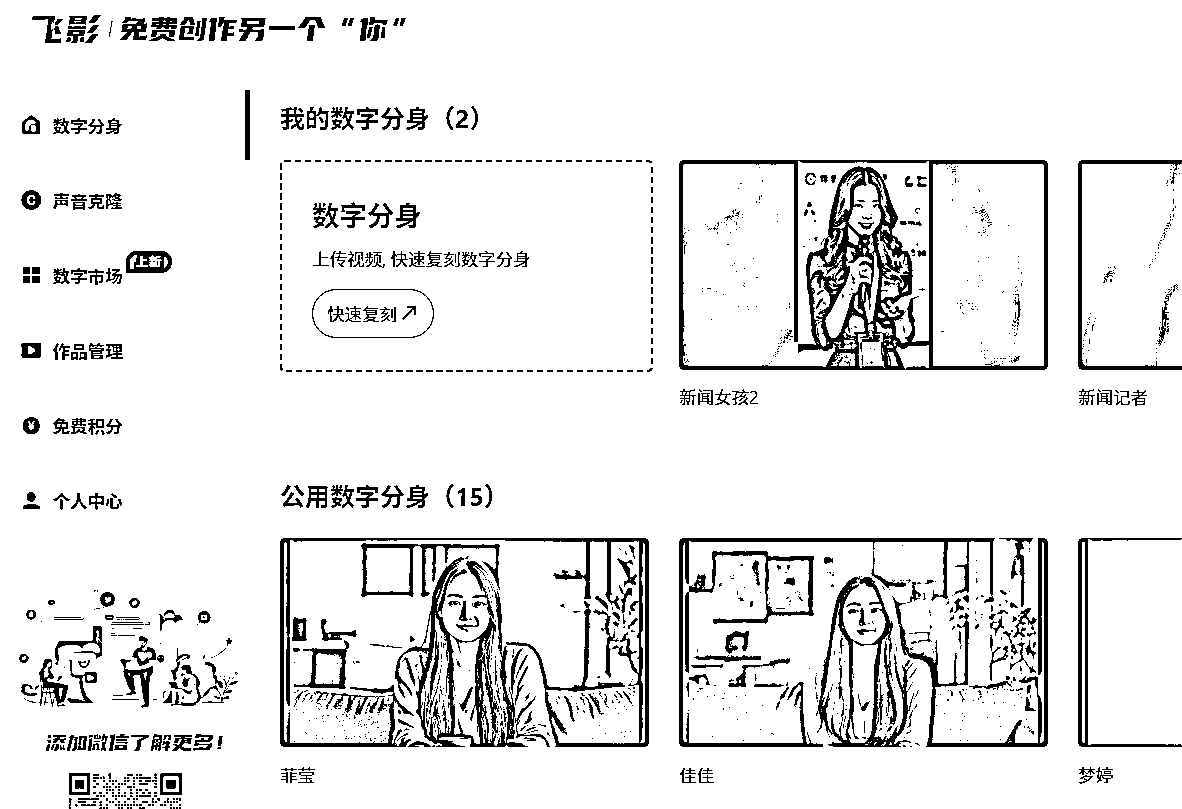 飞影 / 免费创作另一个“你”
数字分身
声音克隆
数字市场
上新
作品管理
免费积分
个人中心
添加微信了解更多！
我的数字分身（2）
数字分身
上传视频, 快速复刻数字分身
快速复刻
新闻女孩2
新闻记者
公用数字分身（15）
菲莹
佳佳
梦婷